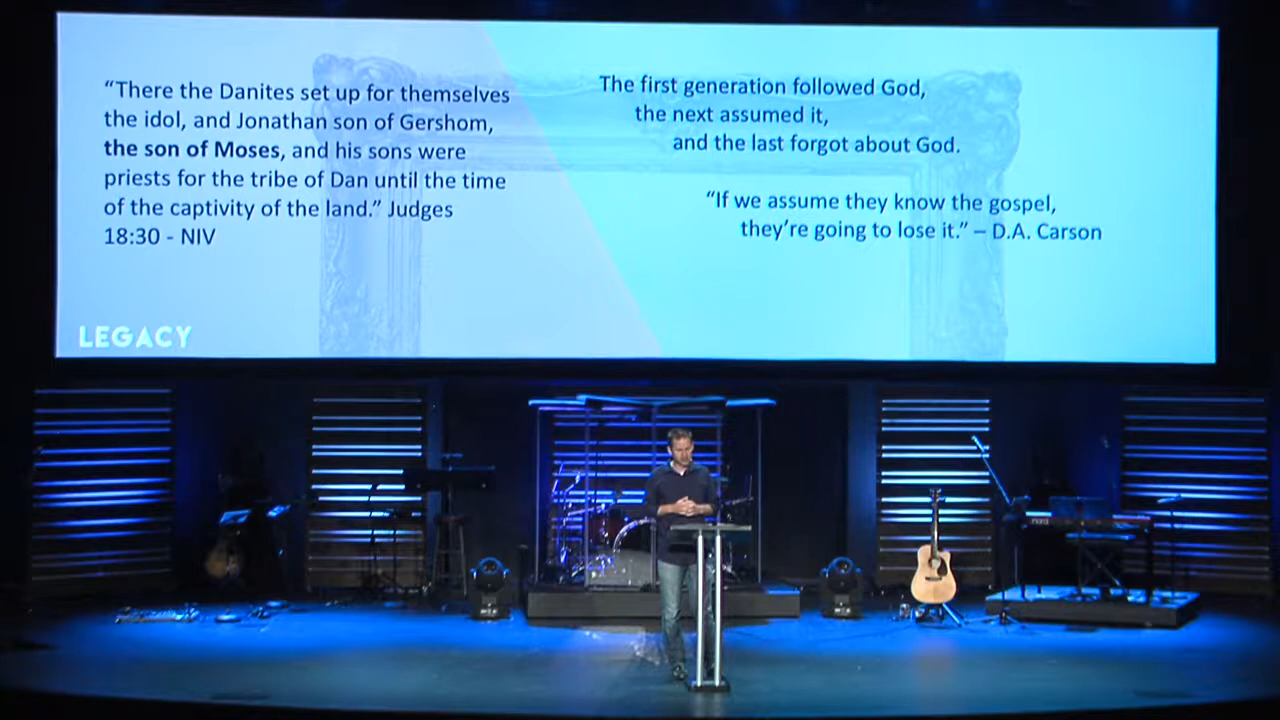 “There the Danites set up for themselves
the idol, and Jonathan son of Gershom,
the son of Moses, and his sons were
priests for the tribe of Dan until the time
of the captivity of the land.” Judges
18:30 - NIV
The first generation followed God,
the next assumed it,
and the last forgot about God.
“If we assume they know the gospel,
they’re going to lose it.” – D.A. Carson
LEGACY
nord